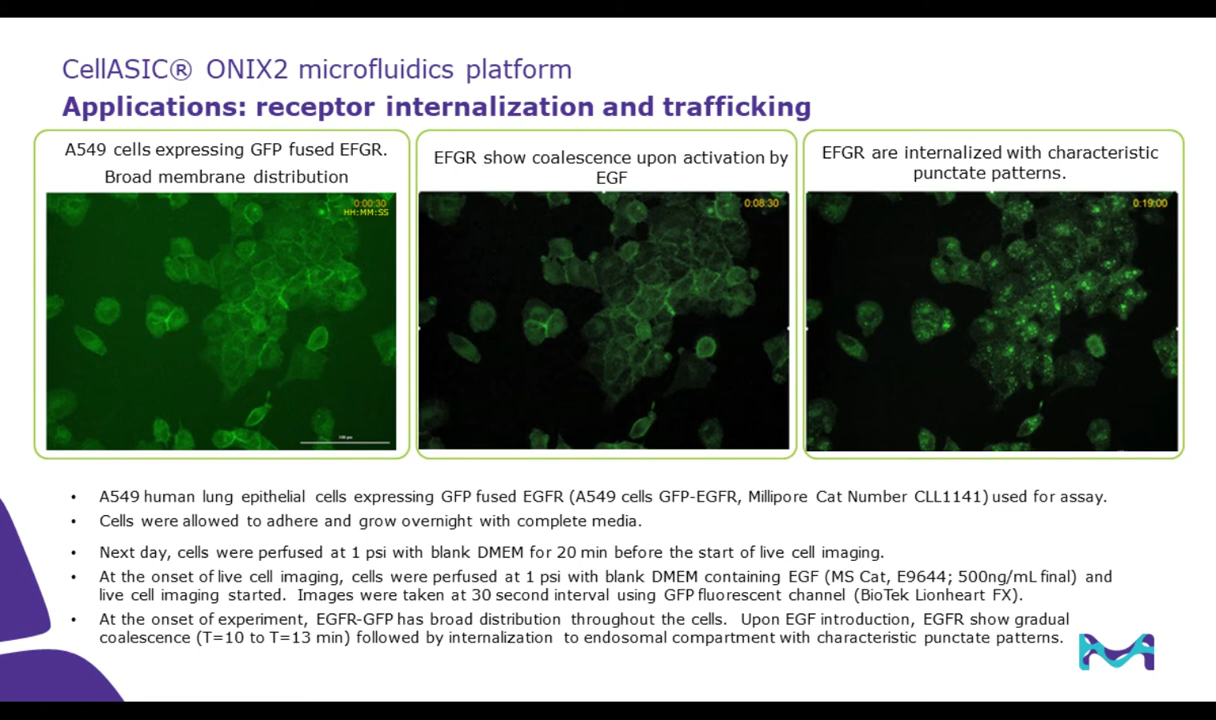 CellASIC® ONIX2 microfluidics platform
Applications: receptor internalization and trafficking
A549 cells expressing GFP fused EFGR.
Broad membrane distribution
0:00:30
HH:MM:SS
EFGR show coalescence upon activation by
EGF
0:08:30
EFGR are internalized with characteristic
punctate patterns.
0:19:00
• A549 human lung epithelial cells expressing GFP fused EGFR (A549 cells GFP-EGFR, Millipore Cat Number CLL1141) used for assay.
• Cells were allowed to adhere and grow overnight with complete media.
• Next day, cells were perfused at 1 psi with blank DMEM for 20 min before the start of live cell imaging.
• At the onset of live cell imaging, cells were perfused at 1 psi with blank DMEM containing EGF (MS Cat, E9644; 500ng/mL final) and
live cell imaging started. Images were taken at 30 second interval using GFP fluorescent channel (BioTek Lionheart FX).
• At the onset of experiment, EGFR-GFP has broad distribution throughout the cells. Upon EGF introduction, EGFR show gradual
coalescence (T=10 to T=13 min) followed by internalization to endosomal compartment with characteristic punctate patterns.